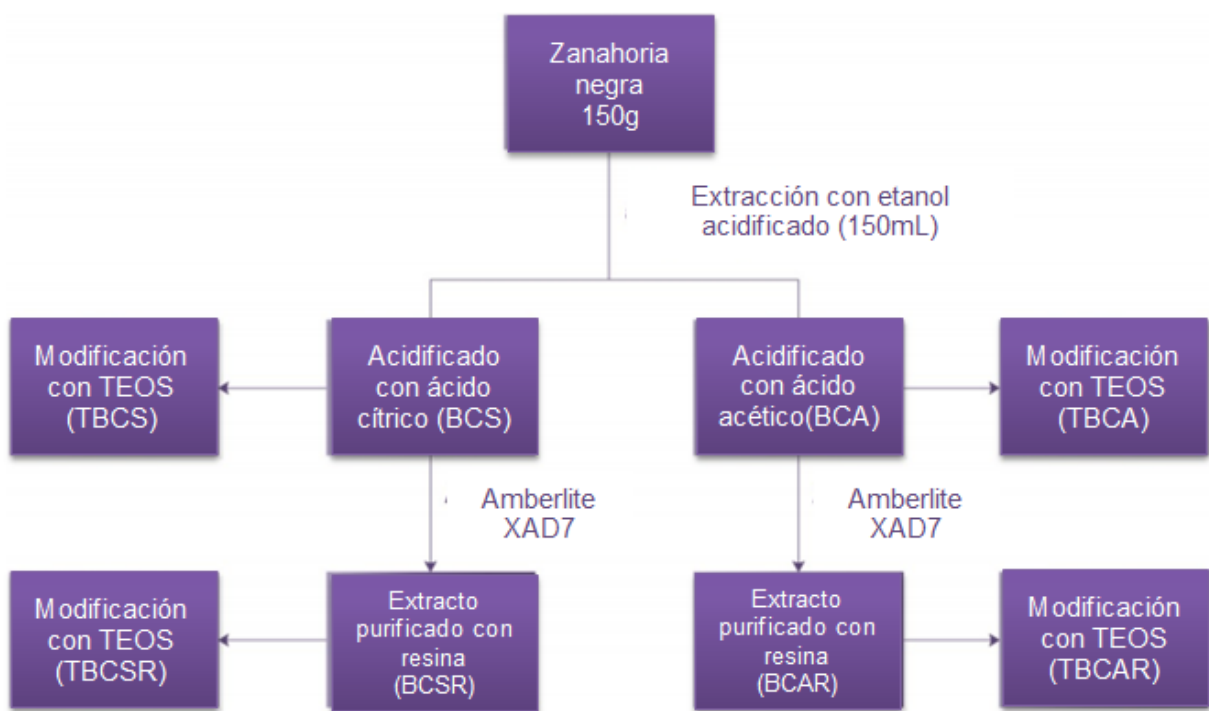 Zanahoria
negra
150g
Extracción con etanol
acidificado (150mL)
Modificación
con TEOS
(TBCS)
Acidificado
con ácido
cítrico (BCS)
Acidificado
con ácido
acético(BCA)
Modificación
con TEOS
(TBCA)
Amberlite
XAD7
Amberlite
XAD7
Modificación
con TEOS
(TBCSR)
Extracto
purificado con
resina
(BCSR)
Extracto
purificado con
resina
(BCAR)
Modificación
con TEOS
(TBCAR)